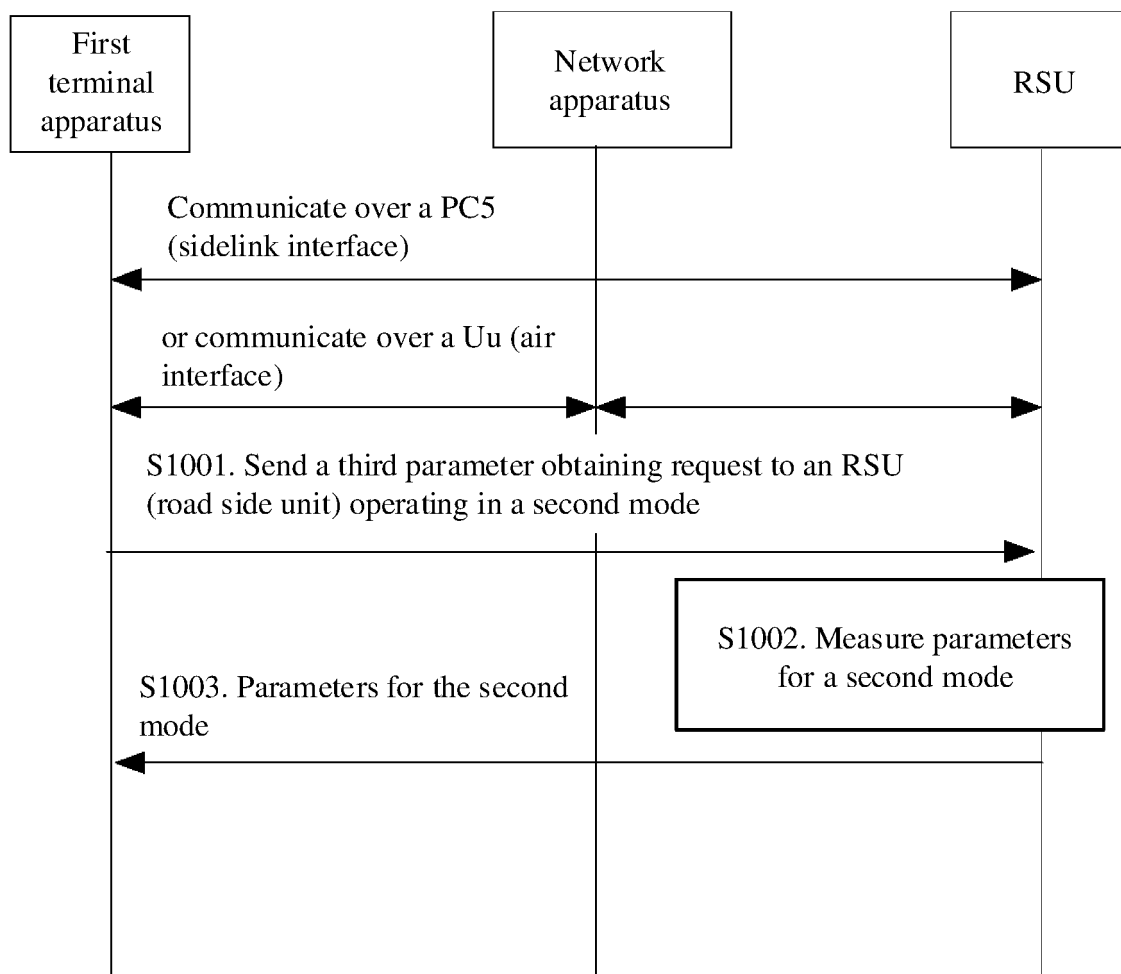 First
terminal
apparatus
Network
apparatus
RSU
Communicate over a PC5
(sidelink interface)
or communicate over a Uu (air
interface)
S1001. Send a third parameter obtaining request to an RSU
(road side unit) operating in a second mode
S1002. Measure parameters
for a second mode
S1003. Parameters for the second
mode